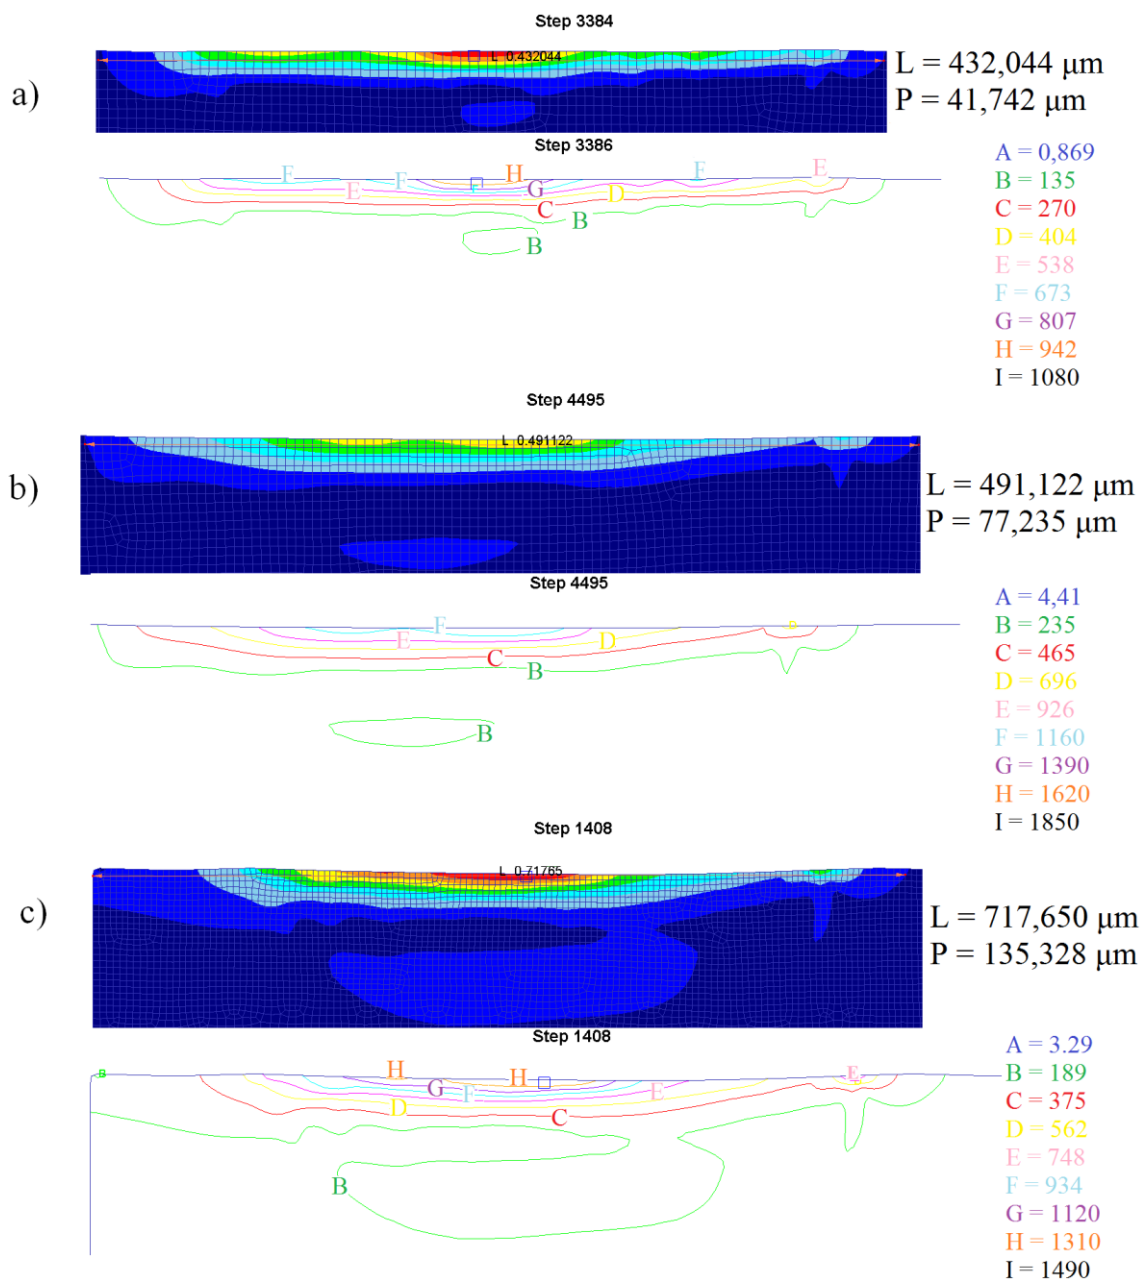 Step 3384
a)
L 0.432044
L = 432,044 μm
P = 41,742 μm
Step 3386
F F H F E
E G D
C B
B
A = 0,869
B = 135
C = 270
D = 404
E = 538
F = 673
G = 807
H = 942
I = 1080
Step 4495
b)
L 0.491122
L = 491,122 μm
P = 77,235 μm
Step 4495
F D
E D
C B
B
A = 4,41
B = 235
C = 465
D = 696
E = 926
F = 1160
G = 1390
H = 1620
I = 1850
Step 1408
c)
L 0.71765
L = 717,650 μm
P = 135,328 μm
Step 1408
B H H E
G F E
D C
B
A = 3.29
B = 189
C = 375
D = 562
E = 748
F = 934
G = 1120
H = 1310
I = 1490